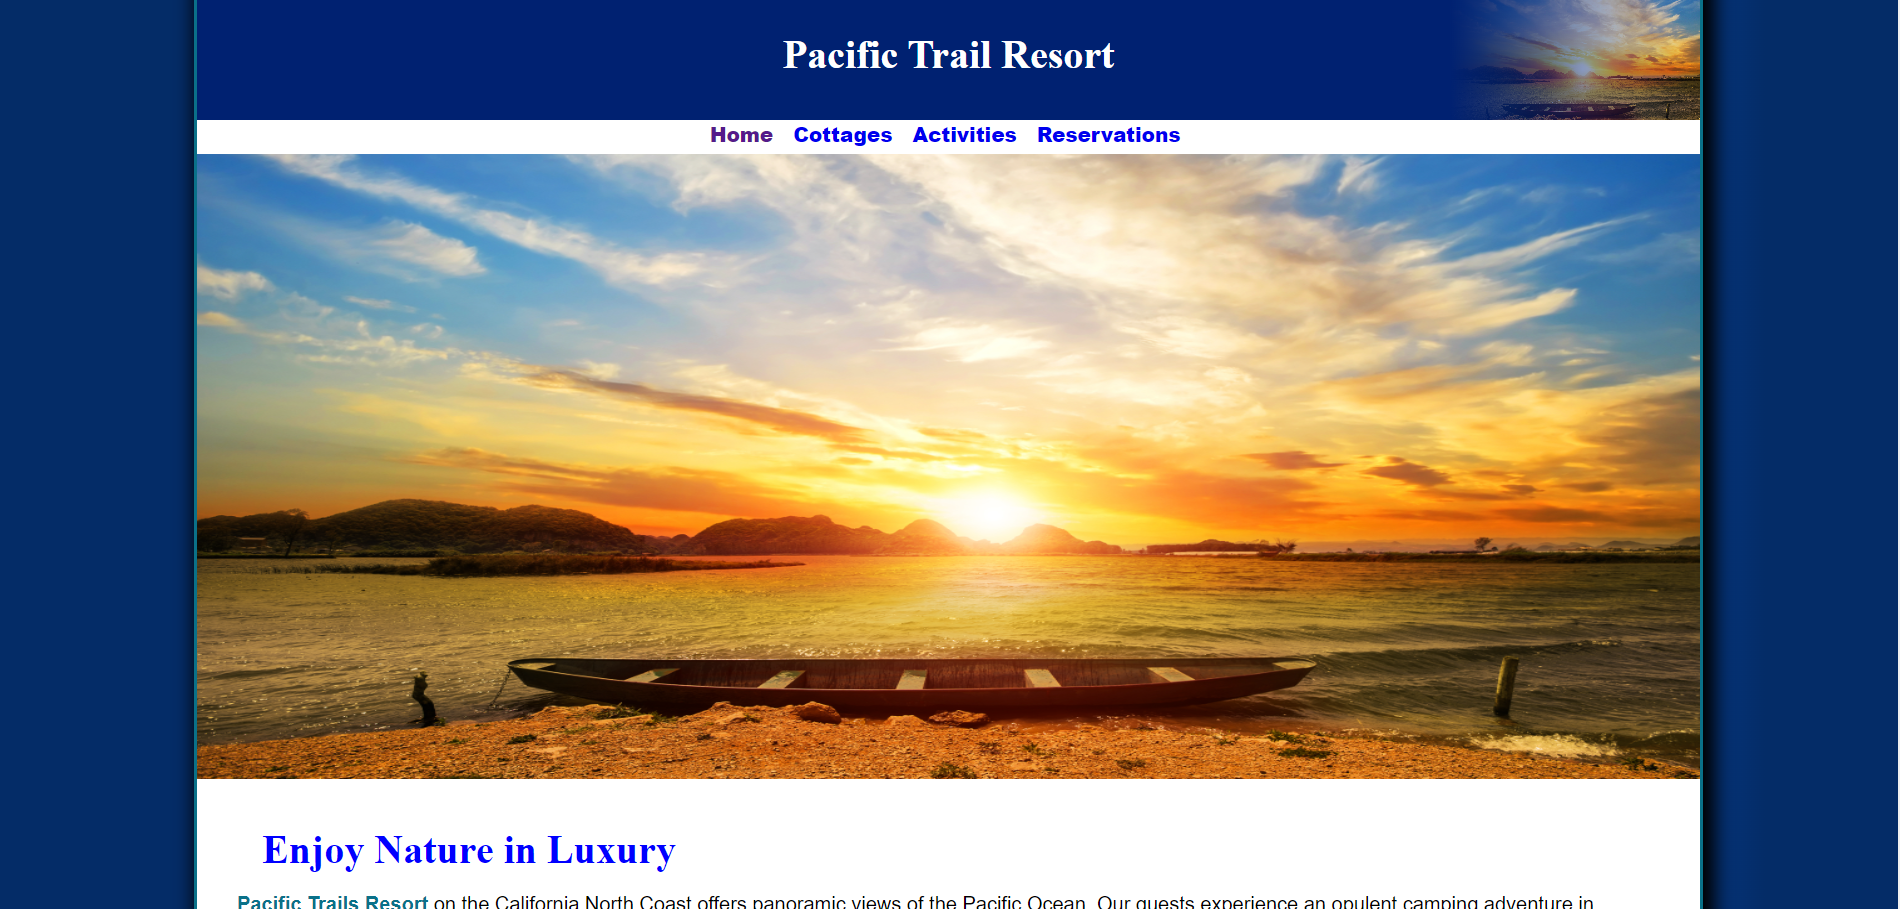 Pacific Trail Resort
Home Cottages Activities Reservations
Enjoy Nature in Luxury
Pacific Trails Resort on the California North Coast offers panoramic views of the Pacific Ocean. Our guests experience an opulent camping adventure in